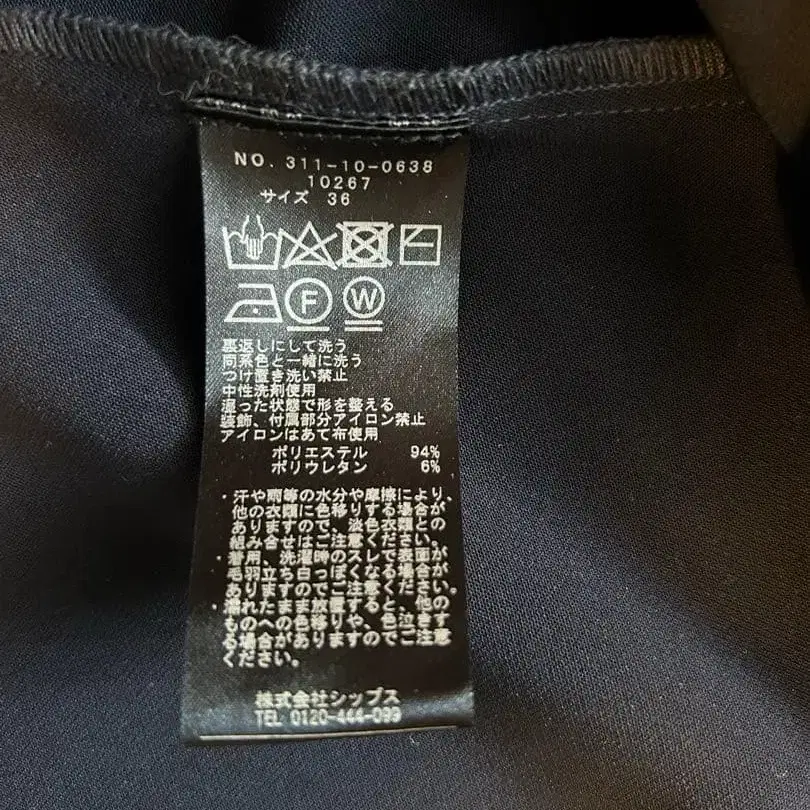 NO. 311-10-0638
10267
サイズ 36
F W
裏返しにして洗う
同系色と一緒に洗う
つけ置き洗い禁止
中性洗剤使用
湿った状態で形を整える
装飾、付属部分アイロン禁止
アイロンはあて布使用
ポリエステル 94%
ポリウレタン 6%
・汗や雨等の水分や摩擦により、
他の衣類に色移りする場合が
ありますので、淡色衣類との
組み合せはご注意ください。
・着用、洗濯時のスレで表面が
毛羽立ち白っぽくなる場合が
ありますのでご注意ください。
・濡れたまま放置すると、他の
ものへの色移りや、色泣きす
る場合がありますのでご注意
ください。
株式会社シップス
TEL 0120-444-099